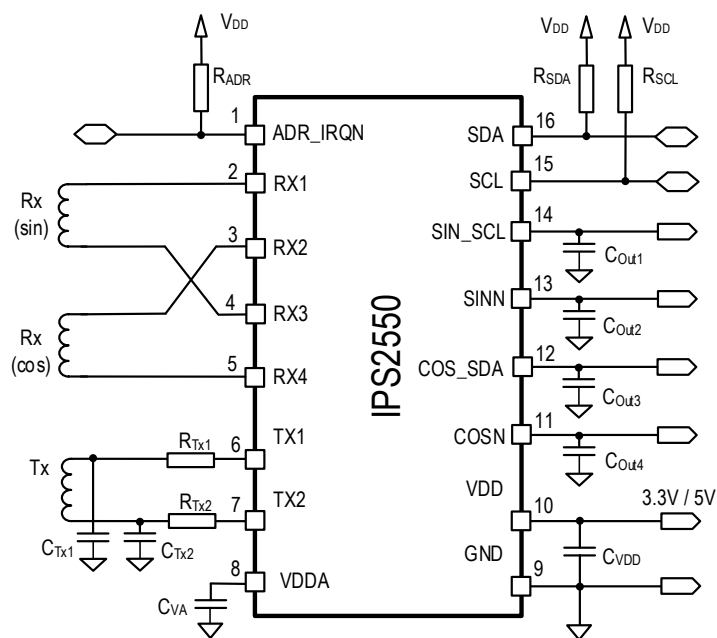 VDD
VDD
VDD
RADR
RSDA
RSCL
1
ADR_IRQN
SDA
16
2
RX1
SCL
15
Rx
(sin)
3
RX2
SIN_SCL
14
COut1
4
RX3
SINN
13
COut2
Rx
(cos)
5
RX4
COS_SDA
12
COut3
IPS2550
TX1
COSN
11
RTx1
6
COut4
Tx
TX2
VDD
RTx2
7
10
3.3V / 5V
CTx1
CTx2
GND
CVDD
8
VDDA
9
CVA